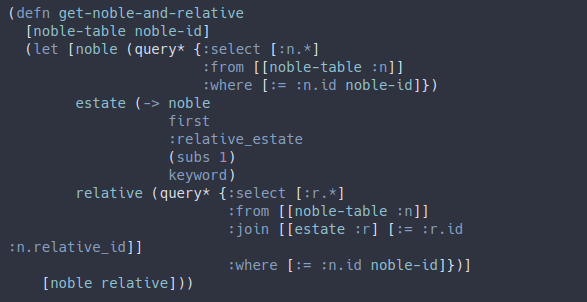 (defn get-noble-and-relative
  [noble-table noble-id]
  (let [noble (query* {:select [:n.*]
                       :from [[noble-table :n]]
                       :where [:= :n.id noble-id]})
        estate (-> noble
                   first
                   :relative_estate
                   (subs 1)
                   keyword)
        relative (query* {:select [:r.*]
                          :from [[noble-table :n]]
                          :join [[estate :r] [:= :r.id
:n.relative_id]]
                          :where [:= :n.id noble-id]})]
    [noble relative]))